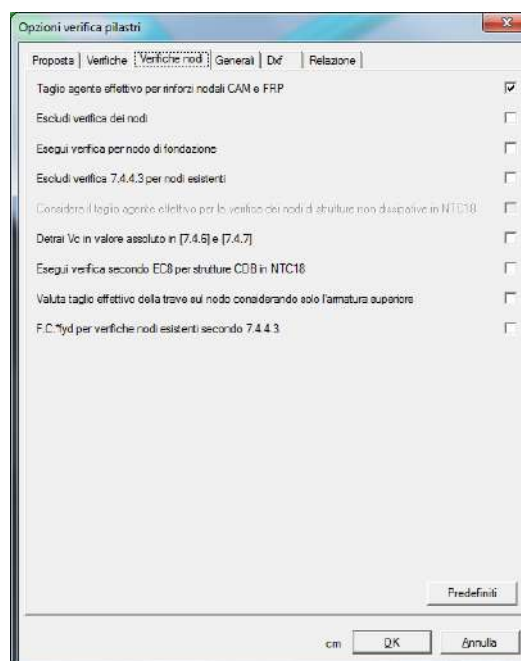 Opzioni verifica pilastri
Proposta Verifiche Verifiche nodi Generali Dxf Relazione
Taglio agente effettivo per rinforzi nodali CAM e FRP
Escludi verifica dei nodi
Esegui verifica per nodo di fondazione
Escludi verifica 7.4.4.3 per nodi esistenti
Considera il taglio agente effettivo per la verifica dei nodi di strutture non dissipative in NTC18
Detrai Vc in valore assoluto in [7.4.6] e [7.4.7]
Esegui verifica secondo EC8 per strutture CDB in NTC18
Valuta taglio effettivo della trave sul nodo considerando solo l'armatura superiore
F.C.*fyd per verifiche nodi esistenti secondo 7.4.4.3
Predefiniti
cm OK Annulla